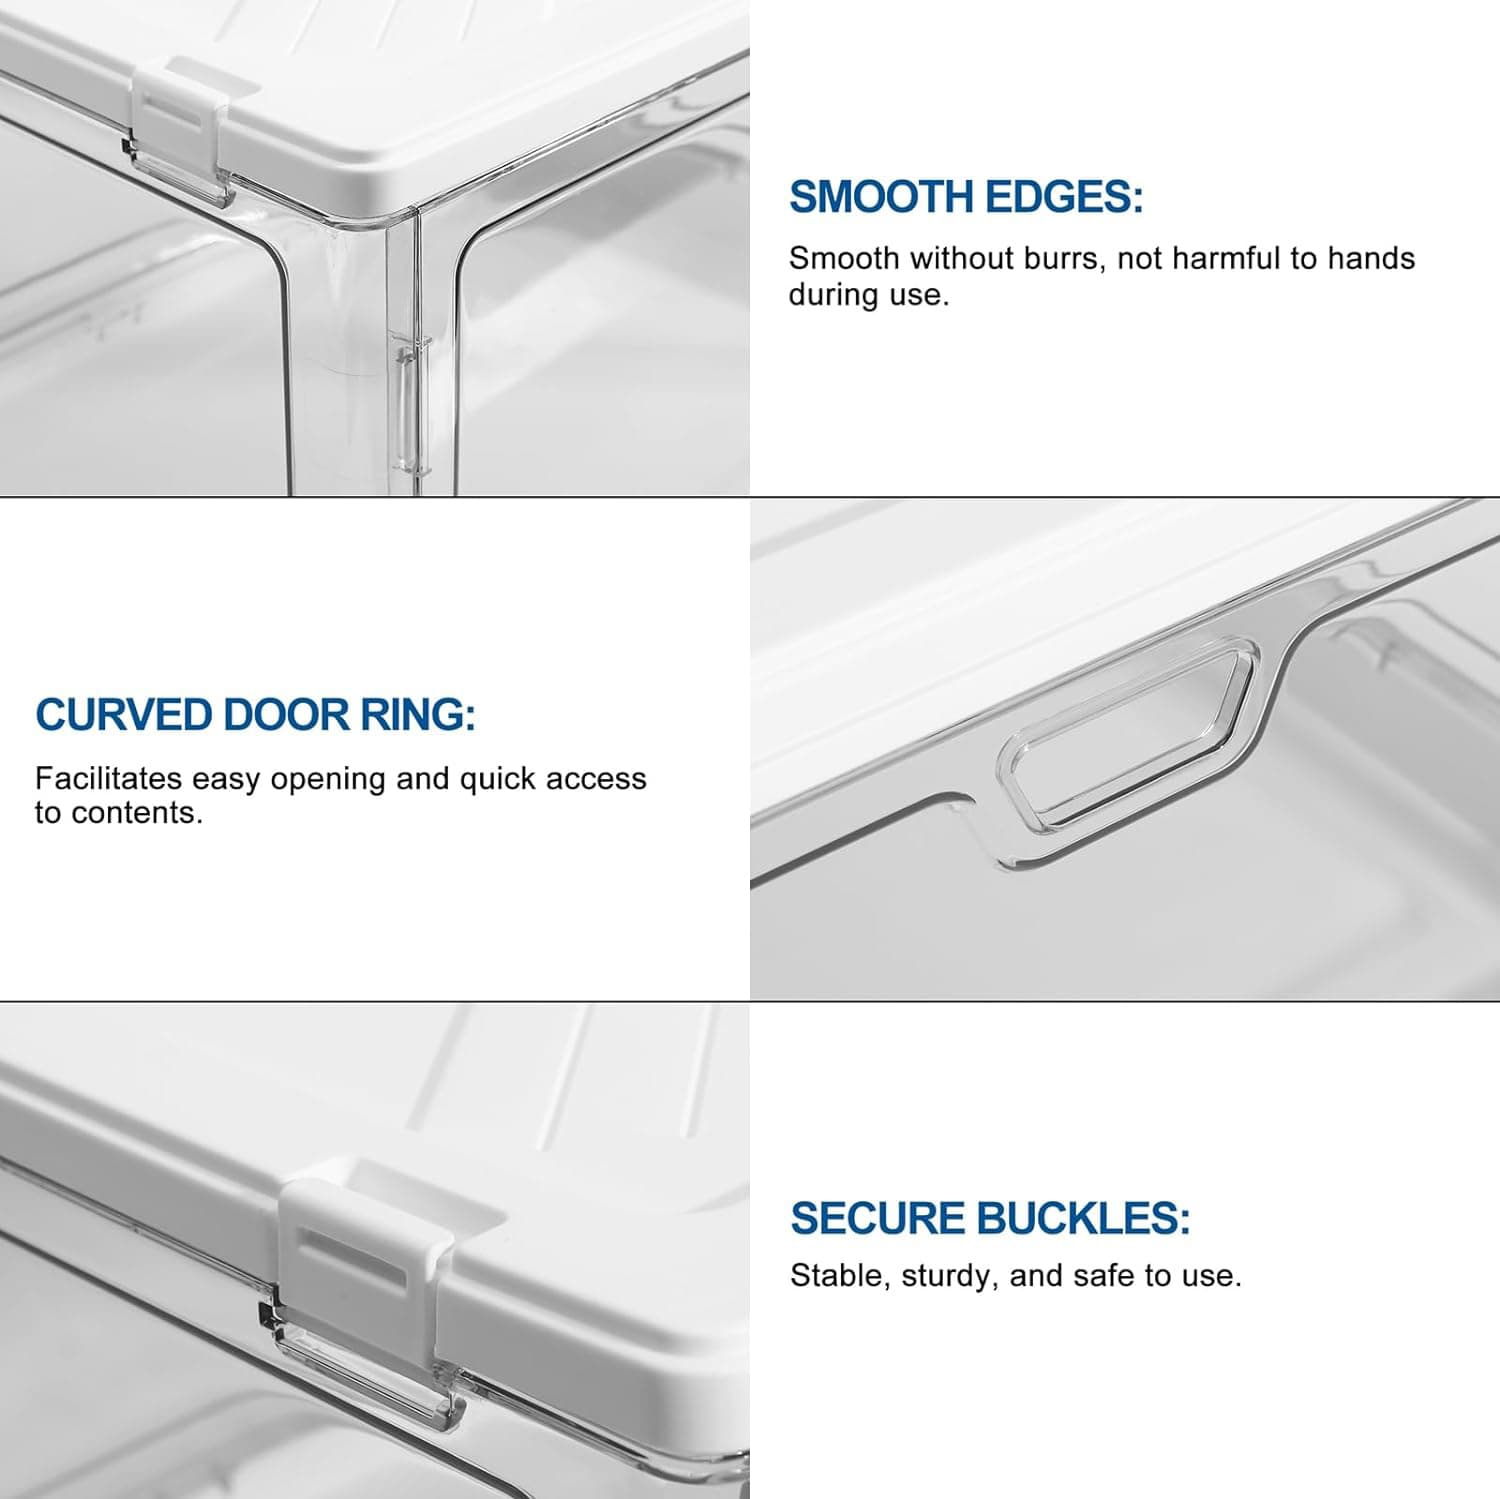 SMOOTH EDGES:
Smooth without burrs, not harmful to hands
during use.
CURVED DOOR RING:
Facilitates easy opening and quick access
to contents.
SECURE BUCKLES:
Stable, sturdy, and safe to use.